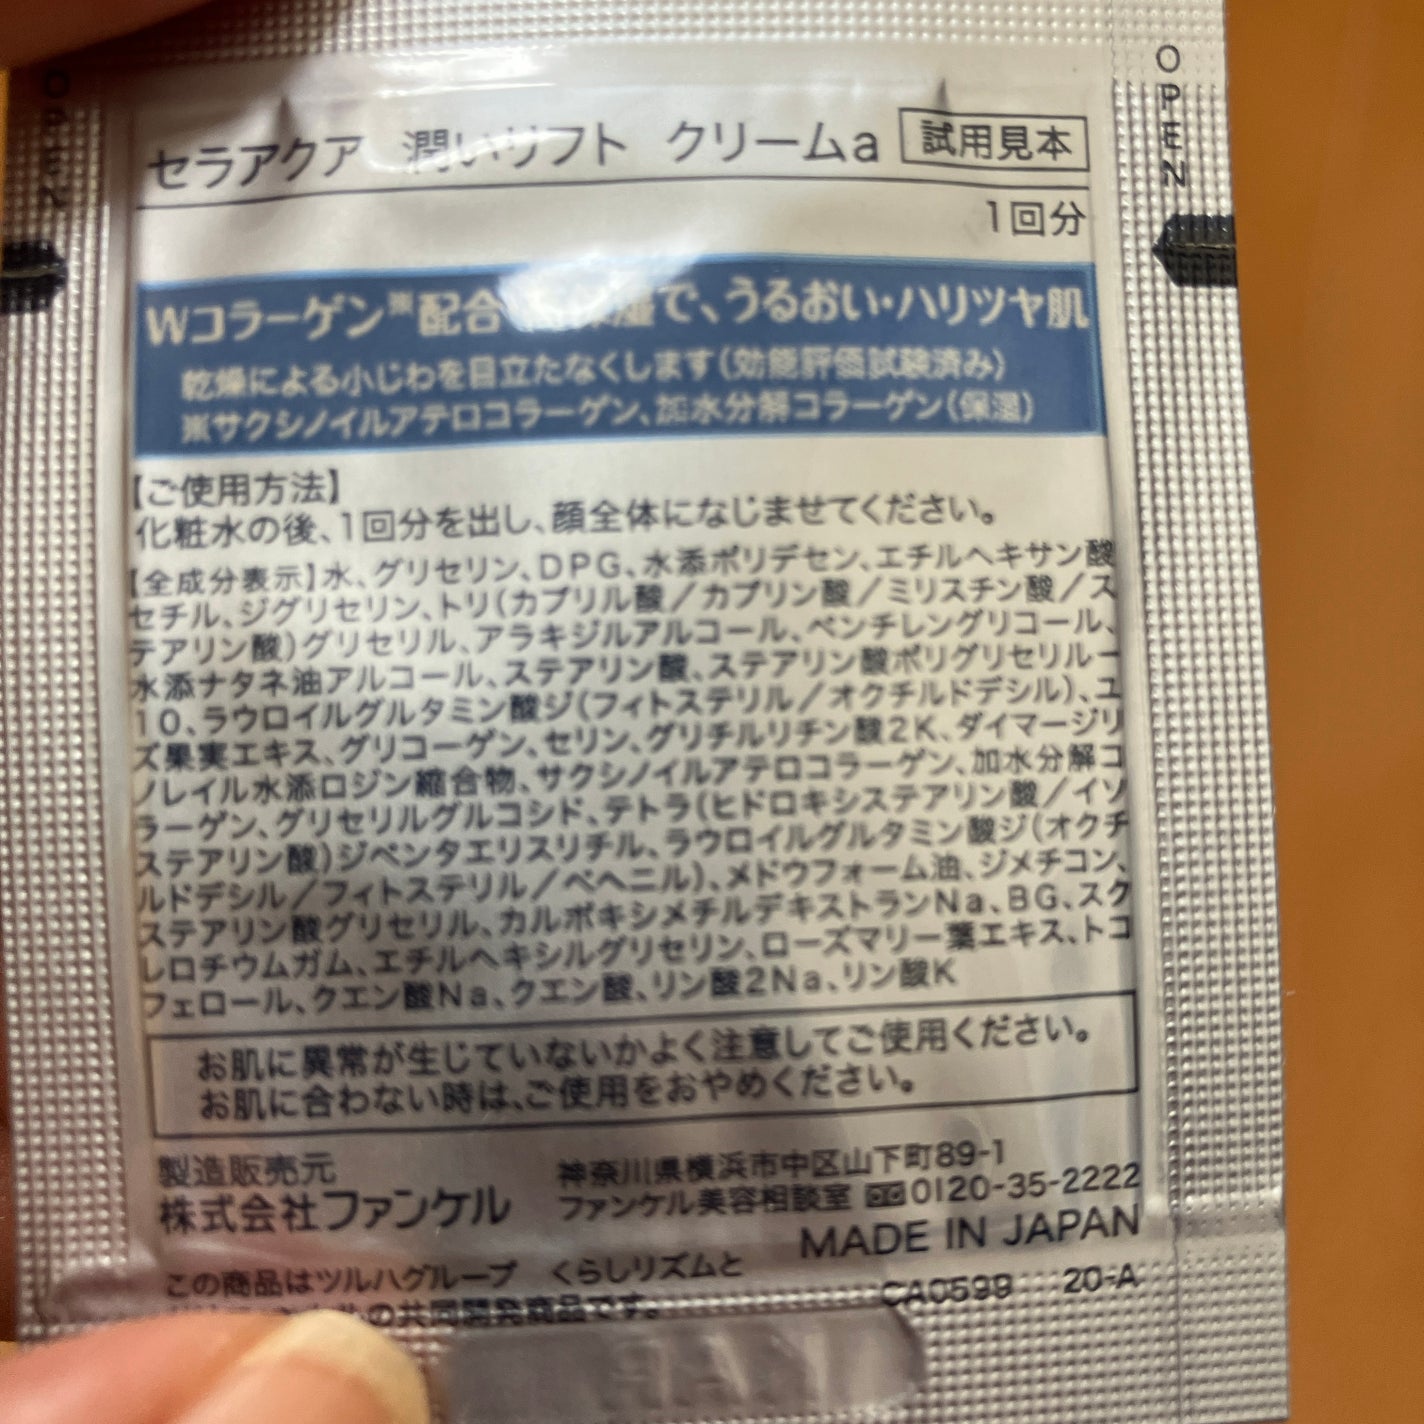 OPEN
セラアクア 潤いリフト クリームa 試用見本
1回分
Wコラーゲン※配合 で、うるおい・ハリツヤ肌
乾燥による小じわを目立たなくします(効能評価試験済み)
※サクシノイルアテロコラーゲン、加水分解コラーゲン(保湿)
【ご使用方法】
化粧水の後、1回分を出し、顔全体になじませてください。
【全成分表示】水、グリセリン、DPG、水添ポリデセン、エチルヘキサン酸
セチル、ジグリセリン、トリ(カプリル酸/カプリン酸/ミリスチン酸/ス
テアリン酸)グリセリル、アラキジルアルコール、ペンチレングリコール、
水添ナタネ油アルコール、ステアリン酸、ステアリン酸ポリグリセリル-
10、ラウロイルグルタミン酸ジ(フィトステリル/オクチルドデシル)、ユ
ズ果実エキス、グリコーゲン、セリン、グリチルリチン酸2K、ダイマージリ
ノレイル水添ロジン縮合物、サクシノイルアテロコラーゲン、加水分解コ
ラーゲン、グリセリルグルコシド、テトラ(ヒドロキシステアリン酸/イソ
ステアリン酸)ジペンタエリスリチル、ラウロイルグルタミン酸ジ(オクチ
ルドデシル/フィトステリル/ベヘニル)、メドウフォーム油、ジメチコン、
ステアリン酸グリセリル、カルボキシメチルデキストランNa、BG、スク
レロチウムガム、エチルヘキシルグリセリン、ローズマリー葉エキス、トコ
フェロール、クエン酸Na、クエン酸、リン酸2Na、リン酸K
お肌に異常が生じていないかよく注意してご使用ください。
お肌に合わない時は、ご使用をおやめください。
製造販売元
株式会社ファンケル
神奈川県横浜市中区山下町89-1
ファンケル美容相談室 0120-35-2222
MADE IN JAPAN
この商品はツルハグループ くらしリズムと
の共同開発商品です。
CA0599 20-A